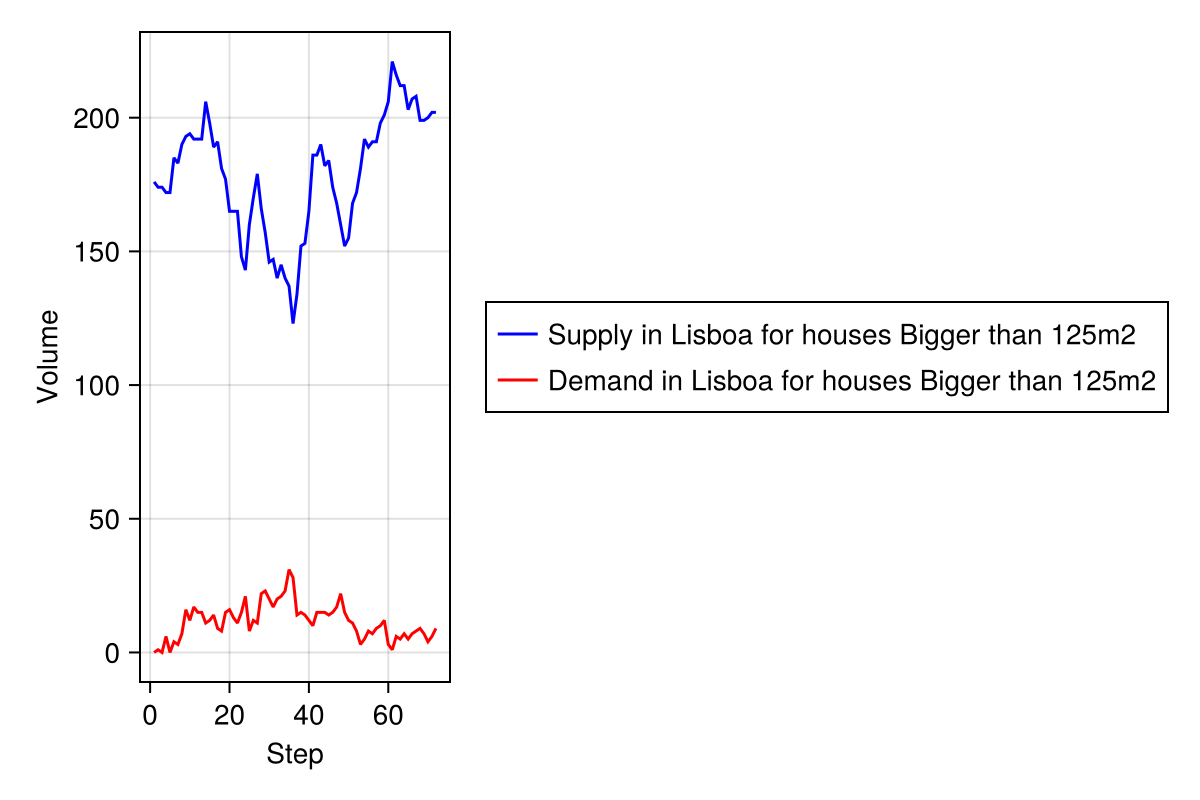 200
150
100
50
0
Volume
0 20 40 60
Step
Supply in Lisboa for houses Bigger than 125m2
Demand in Lisboa for houses Bigger than 125m2